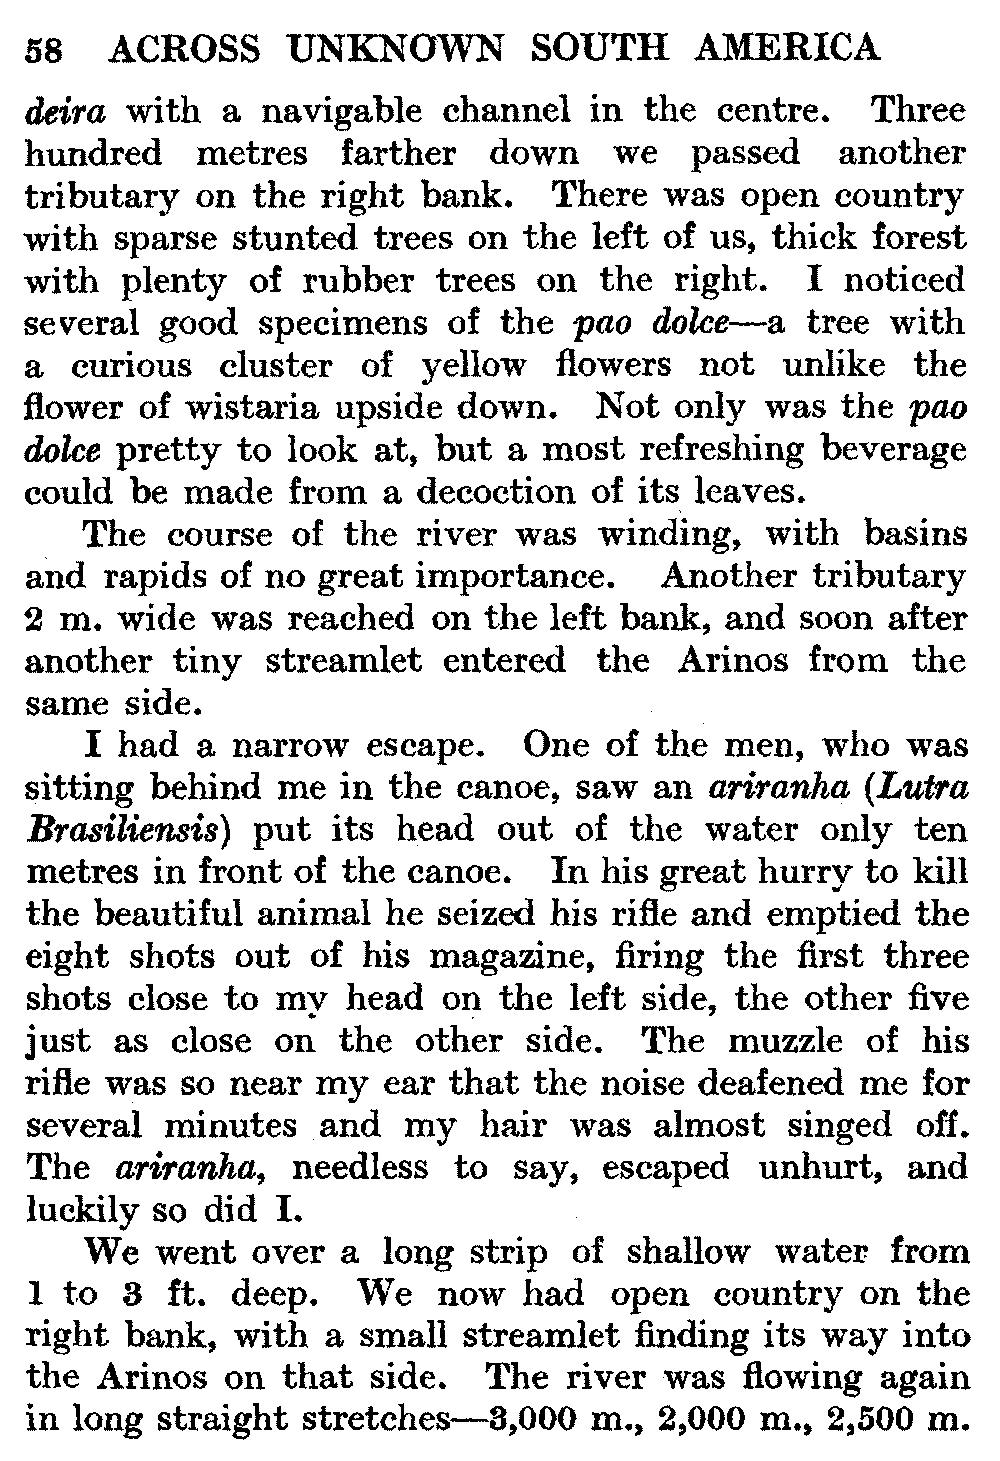 58 ACROSS UNKNOWN SOUTH AMERICA
deira with a navigable channel in the centre. Three
hundred metres farther down we passed another
tributary on the right bank. There was open country
with sparse stunted trees on the left of us, thick forest
with plenty of rubber trees on the right. I noticed
several good specimens of the pao dolce—a tree with
a curious cluster of yellow flowers not unlike the
flower of wistaria upside down. Not only was the pao
dolce pretty to look at, but a most refreshing beverage
could be made from a decoction of its leaves.
The course of the river was winding, with basins
and rapids of no great importance. Another tributary
2 m. wide was reached on the left bank, and soon after
another tiny streamlet entered the Arinos from the
same side.
I had a narrow escape. One of the men, who was
sitting behind me in the canoe, saw an ariranha (Lutra
Brasiliensis) put its head out of the water only ten
metres in front of the canoe. In his great hurry to kill
the beautiful animal he seized his rifle and emptied the
eight shots out of his magazine, firing the first three
shots close to my head on the left side, the other five
just as close on the other side. The muzzle of his
rifle was so near my ear that the noise deafened me for
several minutes and my hair was almost singed off.
The ariranha, needless to say, escaped unhurt, and
luckily so did I.
We went over a long strip of shallow water from
1 to 3 ft. deep. We now had open country on the
right bank, with a small streamlet finding its way into
the Arinos on that side. The river was flowing again
in long straight stretches—3,000 m., 2,000 m., 2,500 m.